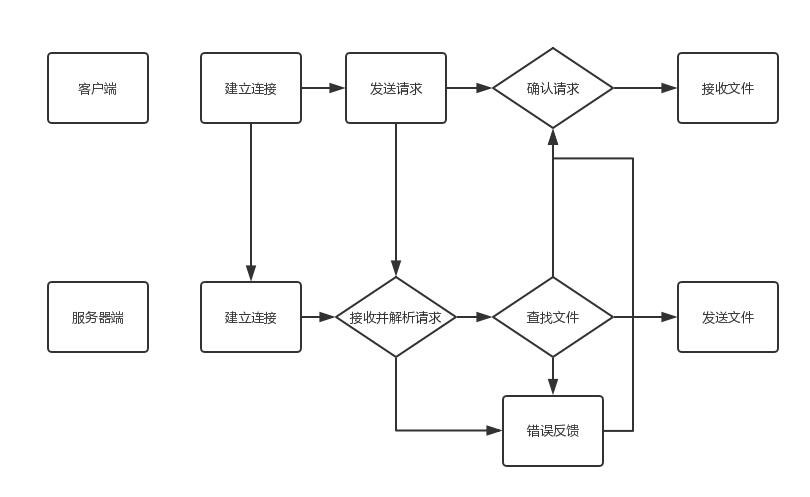 客户端
建立连接
发送请求
确认请求
接收文件
服务器端
建立连接
接收并解析请求
查找文件
发送文件
错误反馈